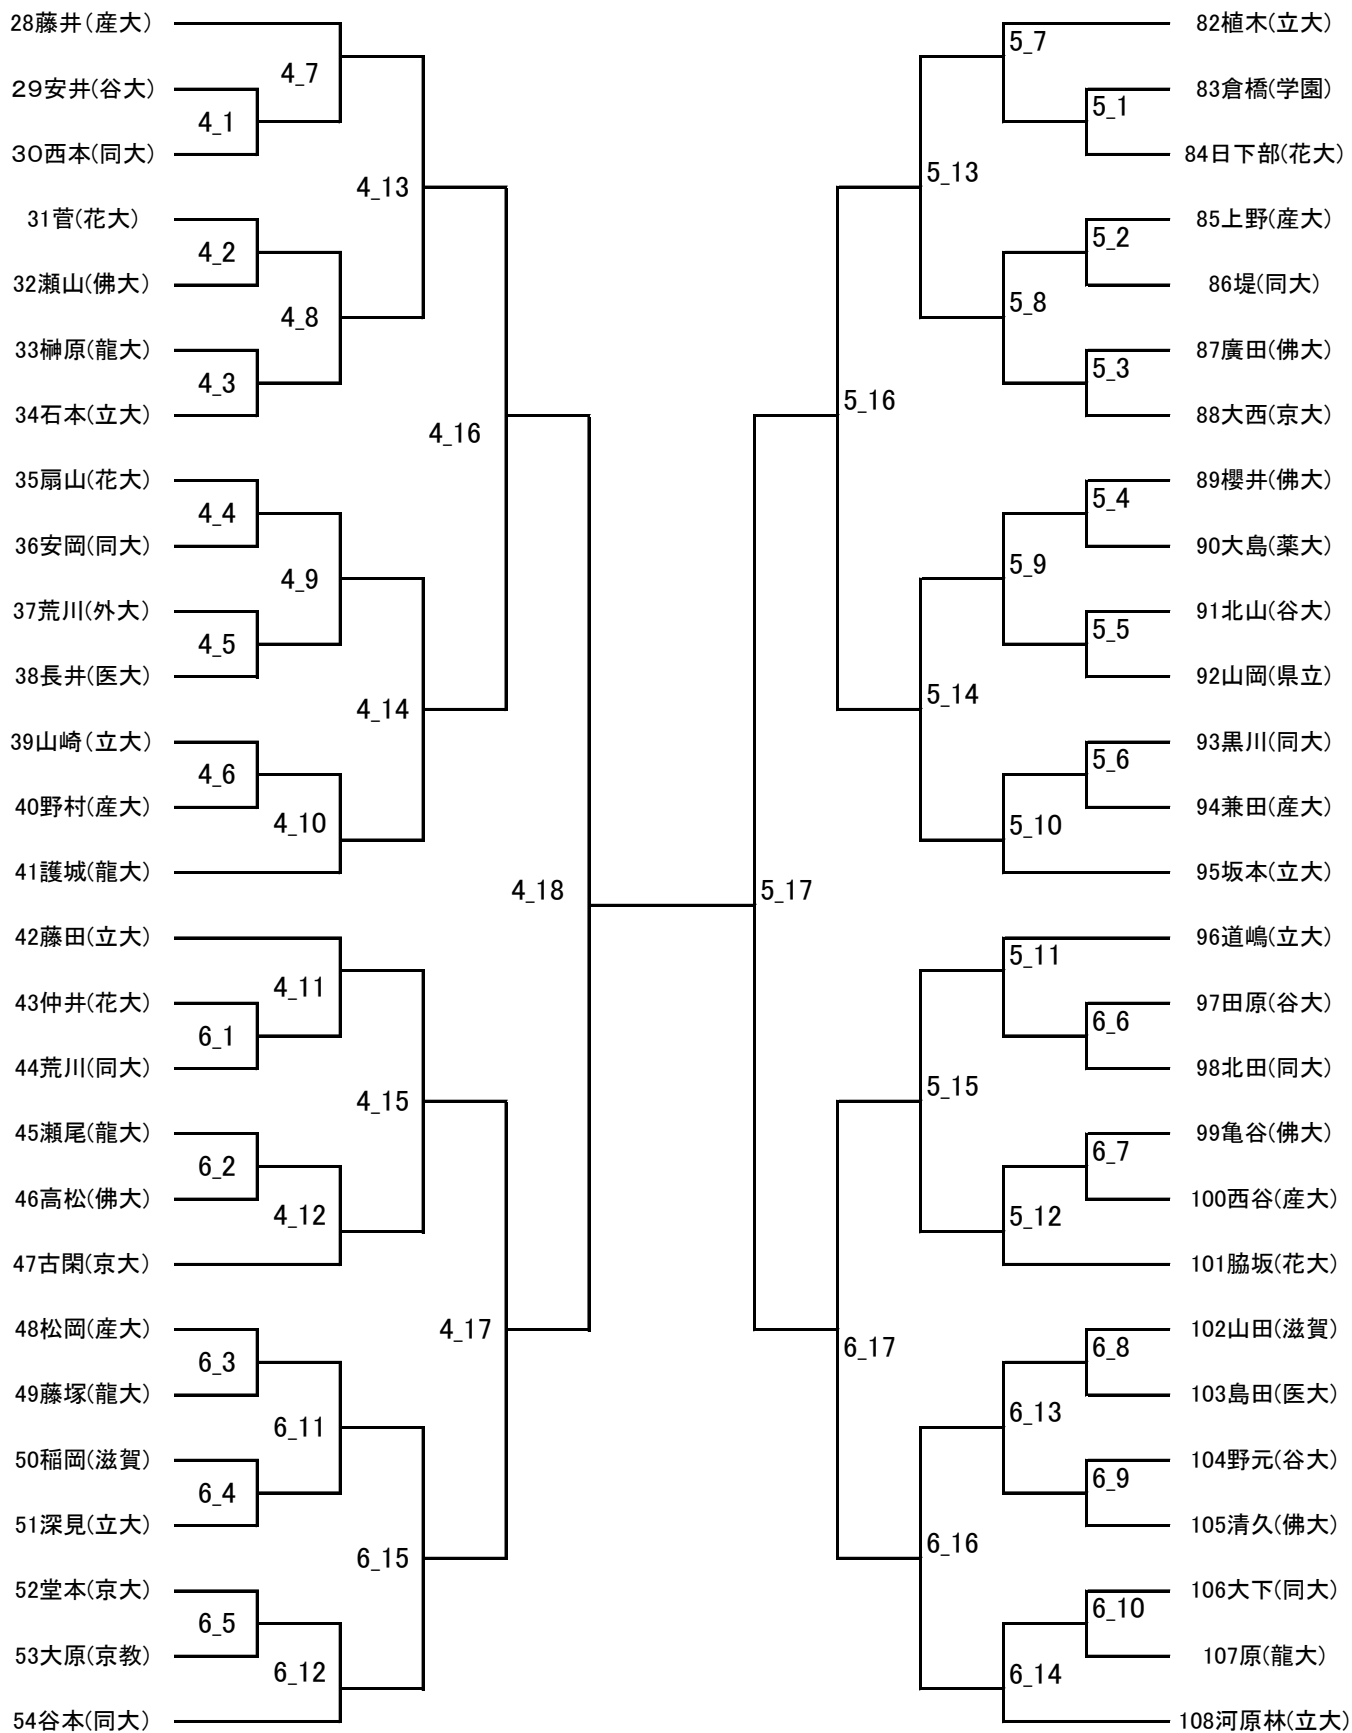 28藤井(産大)
4_7
29安井(谷大)
4_1
30西本(同大)
4_13
31菅(花大)
4_2
32瀬山(佛大)
4_8
33榊原(龍大)
4_3
34石本(立大)
4_16
35扇山(花大)
4_4
36安岡(同大)
4_9
37荒川(外大)
4_5
38長井(医大)
4_14
39山崎(立大)
4_6
40野村(産大)
4_10
41護城(龍大)
4_18
42藤田(立大)
4_11
43仲井(花大)
6_1
44荒川(同大)
4_15
45瀬尾(龍大)
6_2
46高松(佛大)
4_12
47古閑(京大)
48松岡(産大)
4_17
6_3
49藤塚(龍大)
6_11
50稲岡(滋賀)
6_4
51深見(立大)
6_15
52堂本(京大)
6_5
53大原(京教)
6_12
54谷本(同大)
82植木(立大)
5_7
83倉橋(学園)
5_1
84日下部(花大)
5_13
85上野(産大)
5_2
86堤(同大)
5_8
87廣田(佛大)
5_3
88大西(京大)
5_16
89櫻井(佛大)
5_4
90大島(薬大)
5_9
91北山(谷大)
5_5
92山岡(県立)
5_14
93黒川(同大)
5_6
94兼田(産大)
5_10
95坂本(立大)
5_17
96道嶋(立大)
5_11
97田原(谷大)
6_6
98北田(同大)
5_15
99亀谷(佛大)
6_7
100西谷(産大)
5_12
101脇坂(花大)
102山田(滋賀)
6_17
6_8
103島田(医大)
6_13
104野元(谷大)
6_9
105清久(佛大)
6_16
106大下(同大)
6_10
107原(龍大)
6_14
108河原林(立大)